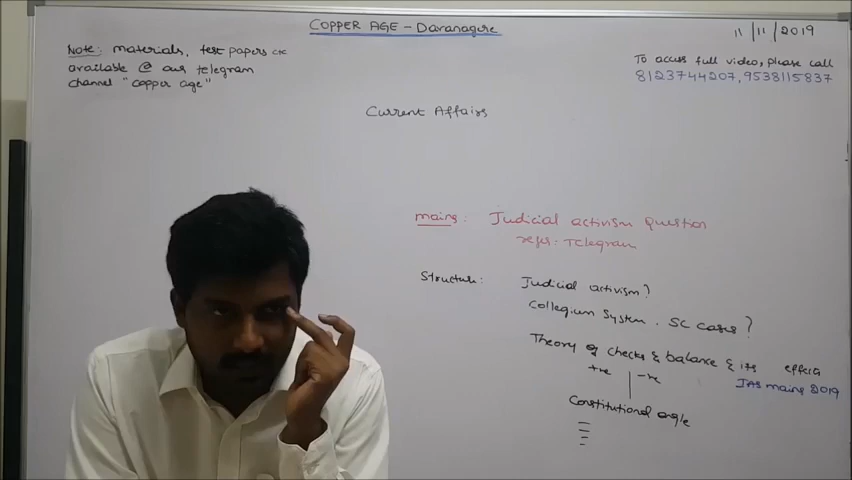 COPPER AGE - Davanagere
11/11/2019
Note: materials, test papers etc
available @ our telegram
channel "copper age"
To access full video, please call
8123744207, 9538115837
Current Affairs
mains: Judicial activism Question
refer: Telegram
Structure: Judicial activism?
Collegium System, SC cases?
Theory of checks & balance & its effects
+ve | -ve
IAS mains 2019
Constitutional angle